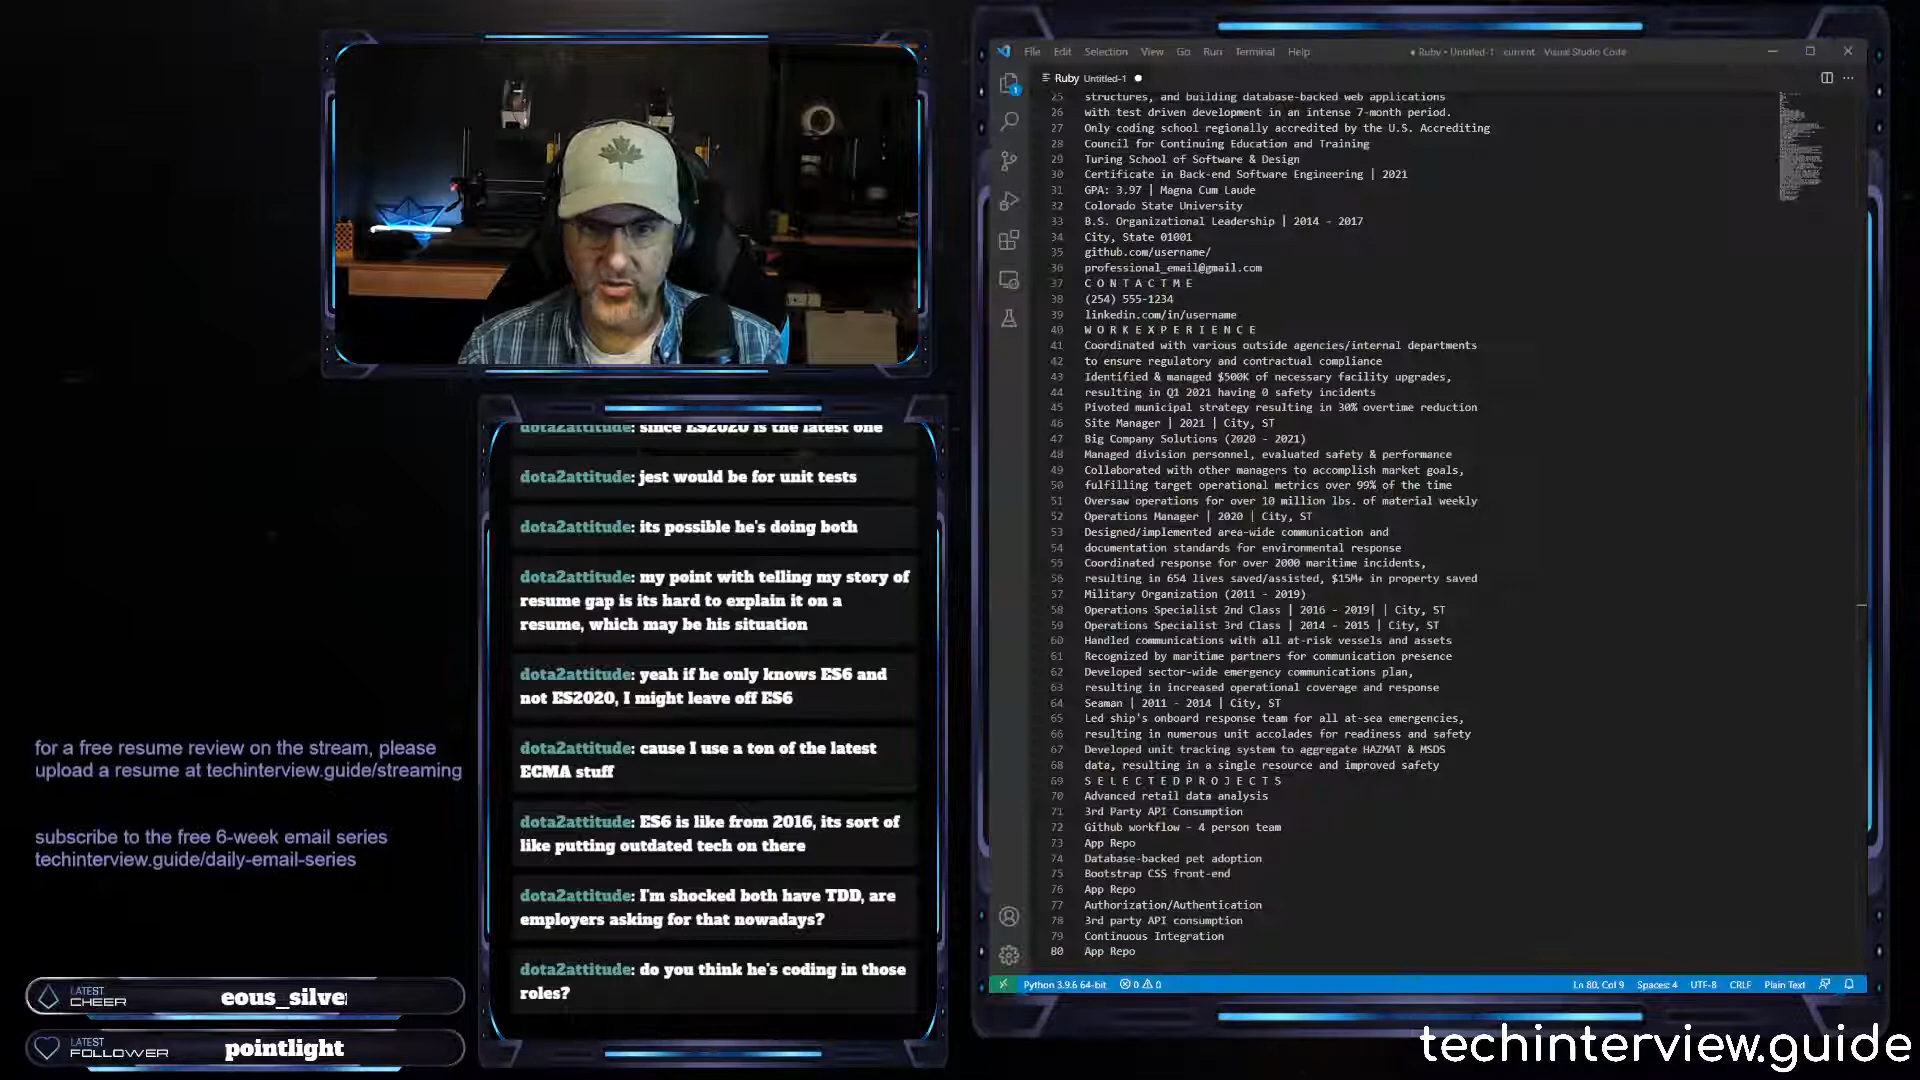 File Edit Selection View Go Run Terminal Help
● Ruby • Untitled-1 current Visual Studio Code
Ruby Untitled-1 ●
1
25 structures, and building database-backed web applications
26 with test driven development in an intense 7-month period.
27 Only coding school regionally accredited by the U.S. Accrediting
28 Council for Continuing Education and Training
29 Turing School of Software & Design
30 Certificate in Back-end Software Engineering | 2021
31 GPA: 3.97 | Magna Cum Laude
32 Colorado State University
33 B.S. Organizational Leadership | 2014 - 2017
34 City, State 01001
35 github.com/username/
36 professional_email@gmail.com
37 C O N T A C T M E
38 (254) 555-1234
39 linkedin.com/in/username
40 W O R K E X P E R I E N C E
41 Coordinated with various outside agencies/internal departments
42 to ensure regulatory and contractual compliance
43 Identified & managed $500K of necessary facility upgrades,
44 resulting in Q1 2021 having 0 safety incidents
45 Pivoted municipal strategy resulting in 30% overtime reduction
46 Site Manager | 2021 | City, ST
47 Big Company Solutions (2020 - 2021)
48 Managed division personnel, evaluated safety & performance
49 Collaborated with other managers to accomplish market goals,
50 fulfilling target operational metrics over 99% of the time
51 Oversaw operations for over 10 million lbs. of material weekly
52 Operations Manager | 2020 | City, ST
53 Designed/implemented area-wide communication and
54 documentation standards for environmental response
55 Coordinated response for over 2000 maritime incidents,
56 resulting in 654 lives saved/assisted, $15M+ in property saved
57 Military Organization (2011 - 2019)
58 Operations Specialist 2nd Class | 2016 - 2019| | City, ST
59 Operations Specialist 3rd Class | 2014 - 2015 | City, ST
60 Handled communications with all at-risk vessels and assets
61 Recognized by maritime partners for communication presence
62 Developed sector-wide emergency communications plan,
63 resulting in increased operational coverage and response
64 Seaman | 2011 - 2014 | City, ST
65 Led ship's onboard response team for all at-sea emergencies,
66 resulting in numerous unit accolades for readiness and safety
67 Developed unit tracking system to aggregate HAZMAT & MSDS
68 data, resulting in a single resource and improved safety
69 S E L E C T E D P R O J E C T S
70 Advanced retail data analysis
71 3rd Party API Consumption
72 Github workflow - 4 person team
73 App Repo
74 Database-backed pet adoption
75 Bootstrap CSS front-end
76 App Repo
77 Authorization/Authentication
78 3rd party API consumption
79 Continuous Integration
80 App Repo
Python 3.9.6 64-bit 0 0
Ln 80, Col 9 Spaces: 4 UTF-8 CRLF Plain Text
dota2attitude: since ES2020 is the latest one
dota2attitude: jest would be for unit tests
dota2attitude: its possible he's doing both
dota2attitude: my point with telling my story of
resume gap is its hard to explain it on a
resume, which may be his situation
dota2attitude: yeah if he only knows ES6 and
not ES2020, I might leave off ES6
dota2attitude: cause I use a ton of the latest
ECMA stuff
dota2attitude: ES6 is like from 2016, its sort of
like putting outdated tech on there
dota2attitude: I'm shocked both have TDD, are
employers asking for that nowadays?
dota2attitude: do you think he's coding in those
roles?
for a free resume review on the stream, please
upload a resume at techinterview.guide/streaming
subscribe to the free 6-week email series
techinterview.guide/daily-email-series
LATEST
CHEER
eous_silve
LATEST
FOLLOWER
pointlight
techinterview.guide